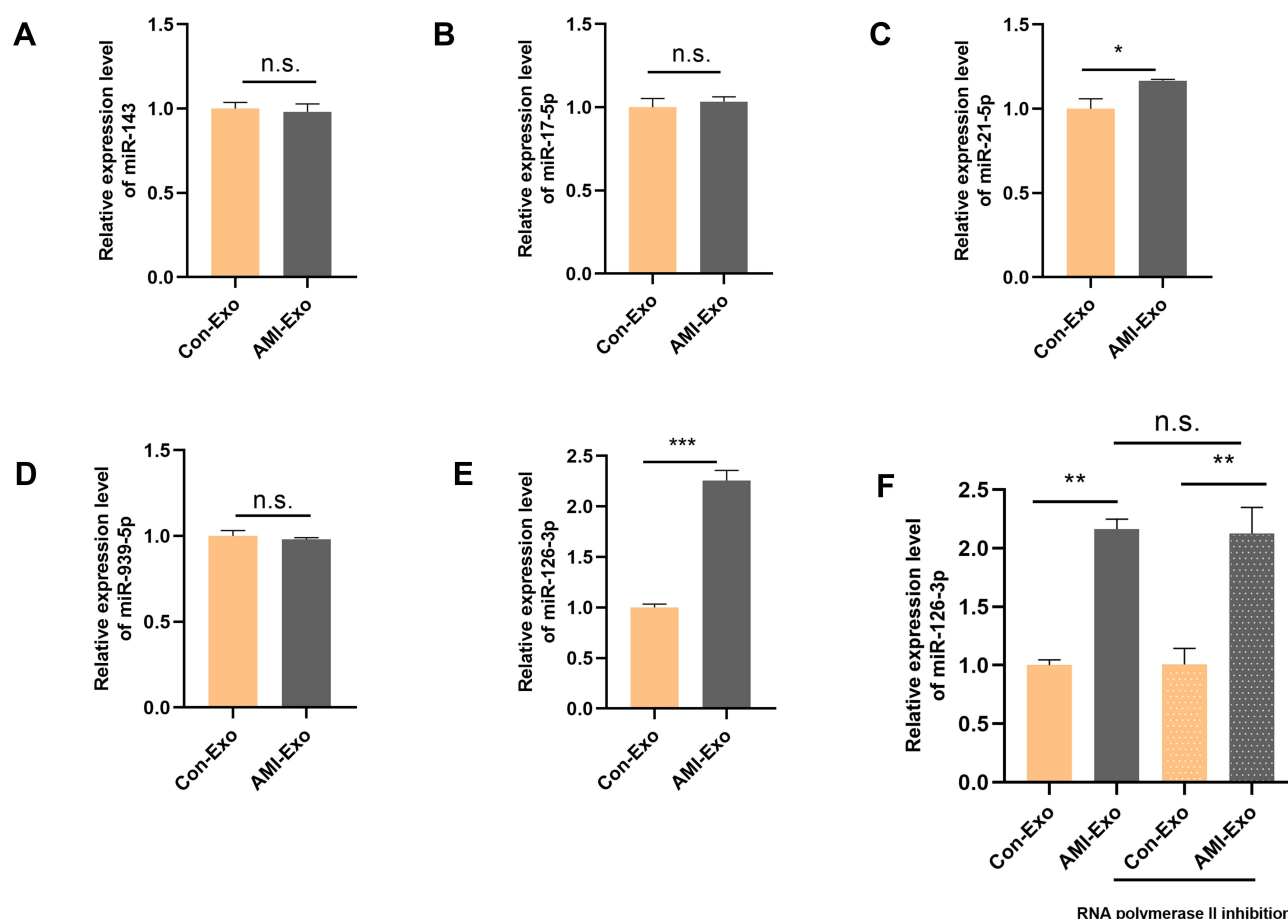 A
Relative expression level
of miR-143
1.5
1.0
0.5
0.0
n.s.
Con-Exo
AMI-Exo
B
Relative expression level
of miR-17-5p
1.5
1.0
0.5
0.0
n.s.
Con-Exo
AMI-Exo
C
Relative expression level
of miR-21-5p
1.5
1.0
0.5
0.0
*
Con-Exo
AMI-Exo
D
Relative expression level
of miR-939-5p
1.5
1.0
0.5
0.0
n.s.
Con-Exo
AMI-Exo
E
Relative expression level
of miR-126-3p
2.5
2.0
1.5
1.0
0.5
0.0
***
Con-Exo
AMI-Exo
F
Relative expression level
of miR-126-3p
2.5
2.0
1.5
1.0
0.5
0.0
n.s.
**
**
Con-Exo
AMI-Exo
Con-Exo
AMI-Exo
RNA polymerase II inhibition